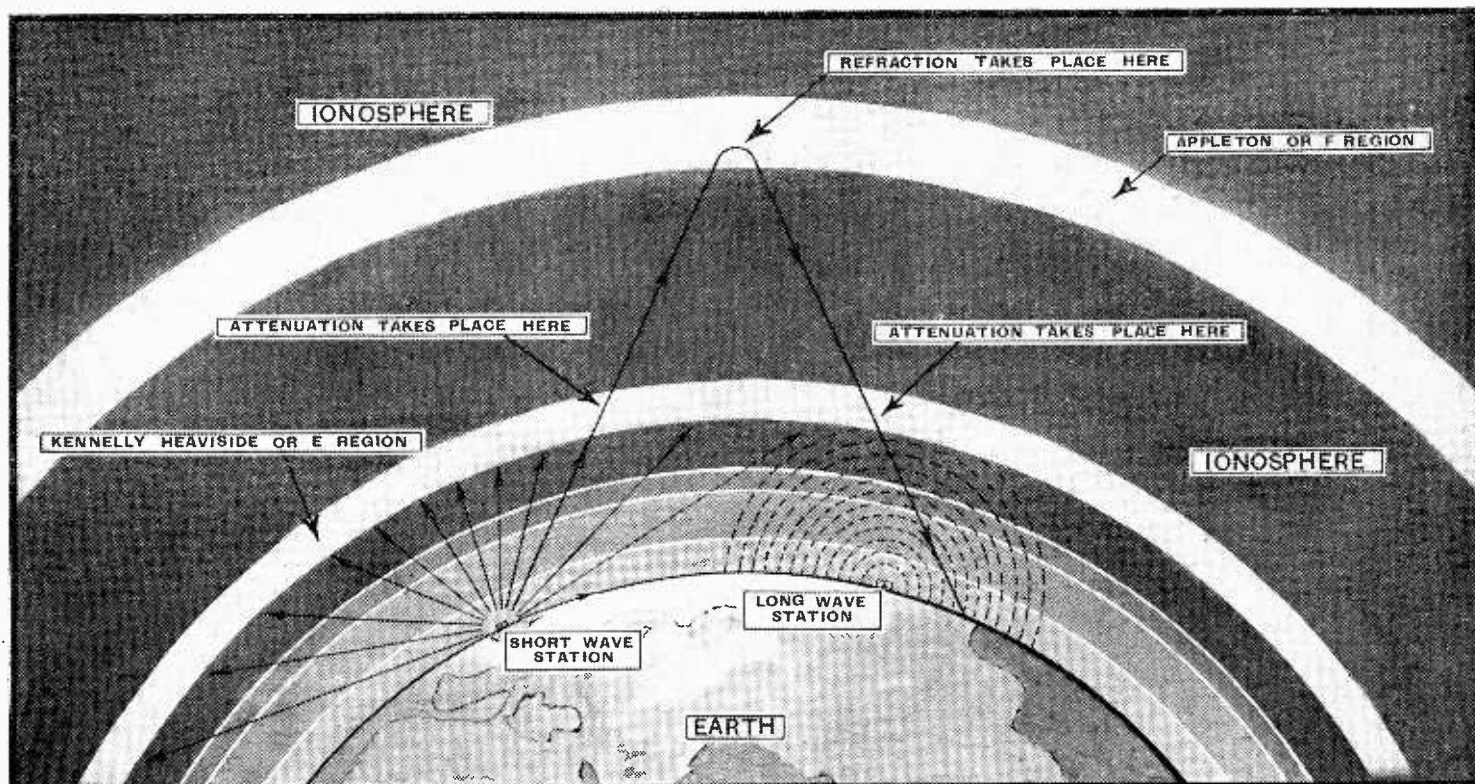 REFRACTION TAKES PLACE HERE
IONOSPHERE
APPLETON OR F REGION
ATTENUATION TAKES PLACE HERE
ATTENUATION TAKES PLACE HERE
KENNELLY HEAVISIDE OR E REGION
IONOSPHERE
LONG WAVE
STATION
SHORT WAVE
STATION
EARTH